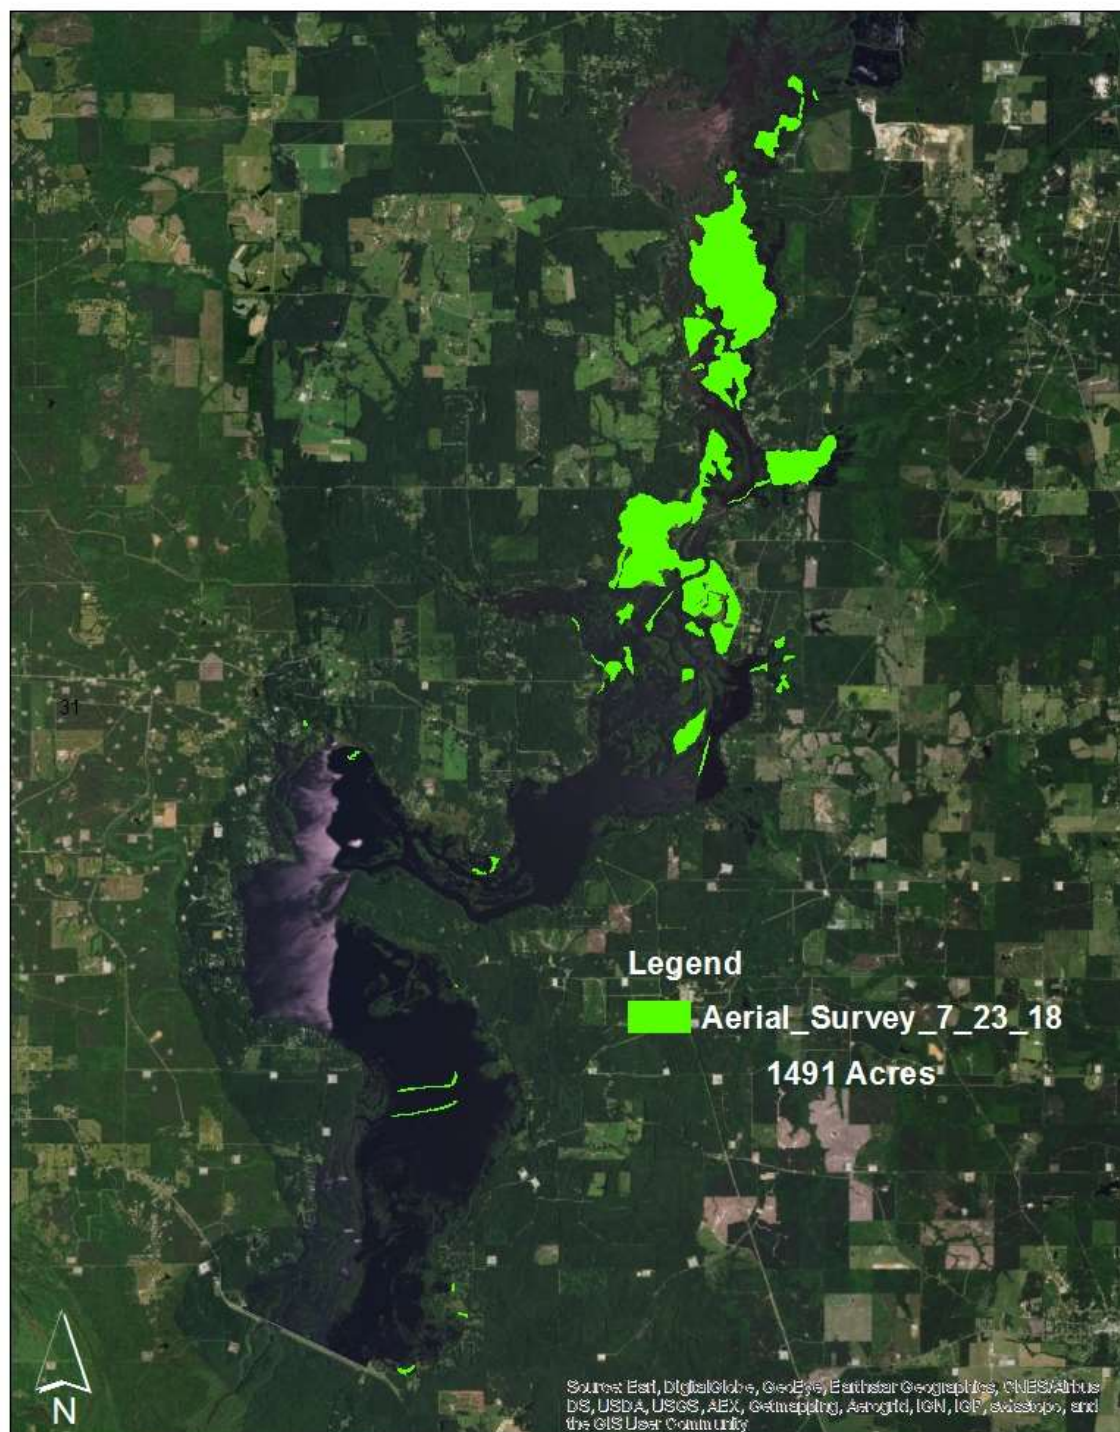 31
Legend
Aerial_Survey_7_23_18
1491 Acres
N
Source: Esri, DigitalGlobe, GeoEye, Earthstar Geographics, CNES/Airbus
DS, USDA, USGS, AEX, Getmapping, Aerogrid, IGN, IGP, swisstopo, and
the GIS User Community